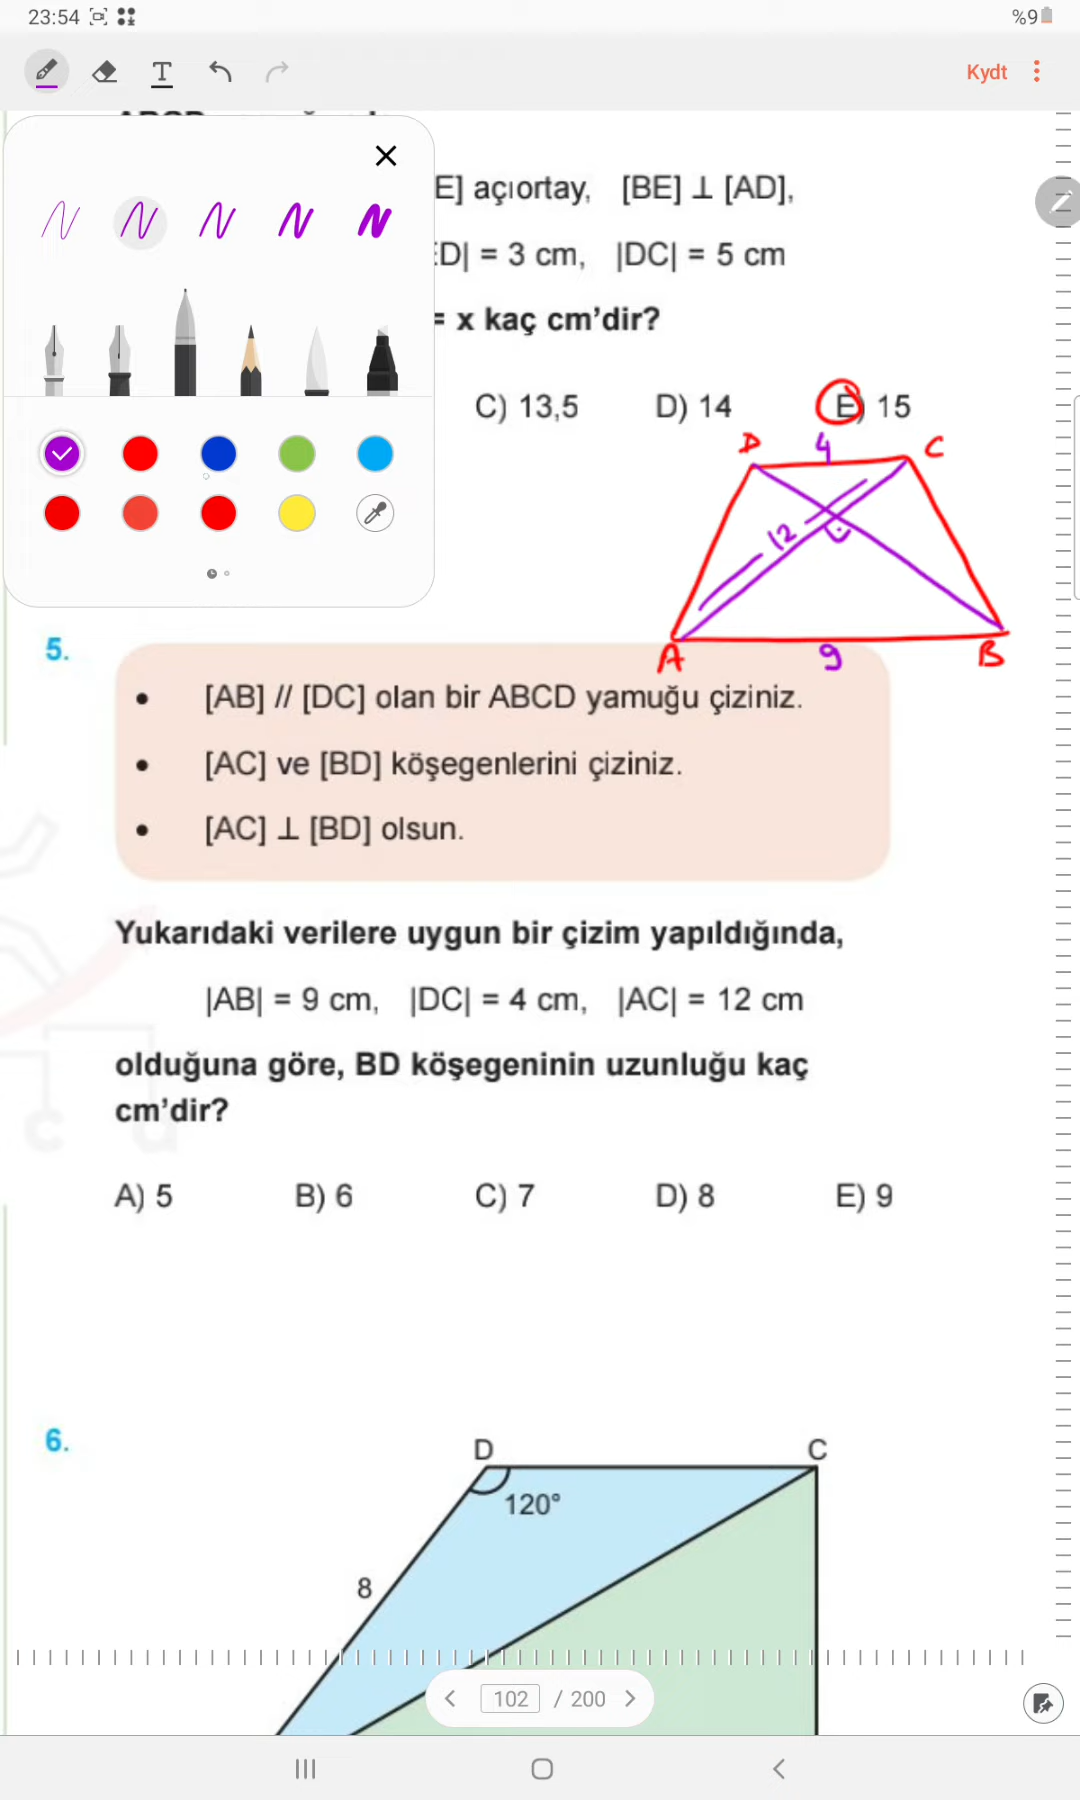 23:54
%9
T
Kydt
E] açıortay, [BE] ⊥ [AD],
D| = 3 cm, |DC| = 5 cm
= x kaç cm'dir?
C) 13,5 D) 14 E) 15
D 4 C
12
A 9 B
5.
• [AB] // [DC] olan bir ABCD yamuğu çiziniz.
• [AC] ve [BD] köşegenlerini çiziniz.
• [AC] ⊥ [BD] olsun.
Yukarıdaki verilere uygun bir çizim yapıldığında,
|AB| = 9 cm, |DC| = 4 cm, |AC| = 12 cm
olduğuna göre, BD köşegeninin uzunluğu kaç
cm'dir?
A) 5 B) 6 C) 7 D) 8 E) 9
6.
D C
120°
8
102 / 200